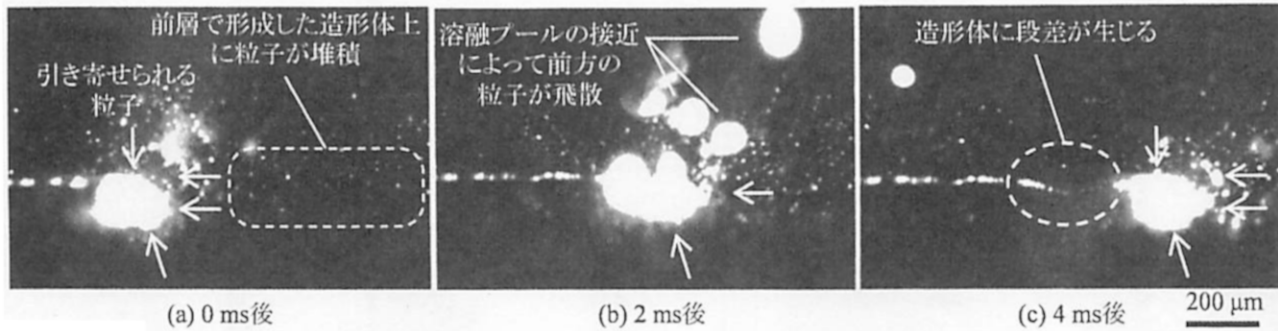 前層で形成した造形体上
に粒子が堆積
引き寄せられる
粒子
溶融プールの接近
によって前方の
粒子が飛散
造形体に段差が生じる
(a) 0 ms後
(b) 2 ms後
(c) 4 ms後
200 μm